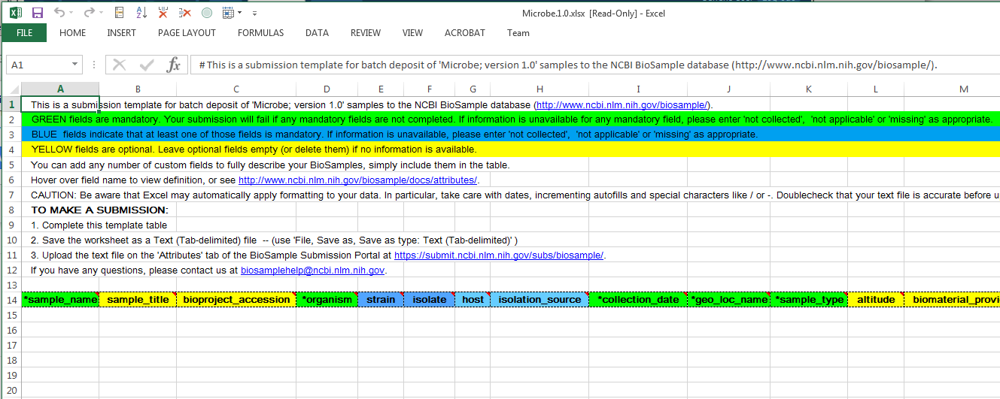 Microbe.1.0.xlsx [Read-Only] - Excel
FILE HOME INSERT PAGE LAYOUT FORMULAS DATA REVIEW VIEW ACROBAT Team
A1 fx # This is a submission template for batch deposit of 'Microbe; version 1.0' samples to the NCBI BioSample database (http://www.ncbi.nlm.nih.gov/biosample/).
A B C D E F G H I J K L M
1 This is a submission template for batch deposit of 'Microbe; version 1.0' samples to the NCBI BioSample database (http://www.ncbi.nlm.nih.gov/biosample/).
2 GREEN fields are mandatory. Your submission will fail if any mandatory fields are not completed. If information is unavailable for any mandatory field, please enter 'not collected', 'not applicable' or 'missing' as appropriate.
3 BLUE fields indicate that at least one of those fields is mandatory. If information is unavailable, please enter 'not collected', 'not applicable' or 'missing' as appropriate.
4 YELLOW fields are optional. Leave optional fields empty (or delete them) if no information is available.
5 You can add any number of custom fields to fully describe your BioSamples, simply include them in the table.
6 Hover over field name to view definition, or see http://www.ncbi.nlm.nih.gov/biosample/docs/attributes/.
7 CAUTION: Be aware that Excel may automatically apply formatting to your data. In particular, take care with dates, incrementing autofills and special characters like / or -. Doublecheck that your text file is accurate before u
8 TO MAKE A SUBMISSION:
9 1. Complete this template table
10 2. Save the worksheet as a Text (Tab-delimited) file -- (use 'File, Save as, Save as type: Text (Tab-delimited)' )
11 3. Upload the text file on the 'Attributes' tab of the BioSample Submission Portal at https://submit.ncbi.nlm.nih.gov/subs/biosample/.
12 If you have any questions, please contact us at biosamplehelp@ncbi.nlm.nih.gov.
13
14 *sample_name sample_title bioproject_accession *organism strain isolate host isolation_source *collection_date *geo_loc_name *sample_type altitude biomaterial_provi
15
16
17
18
19
20